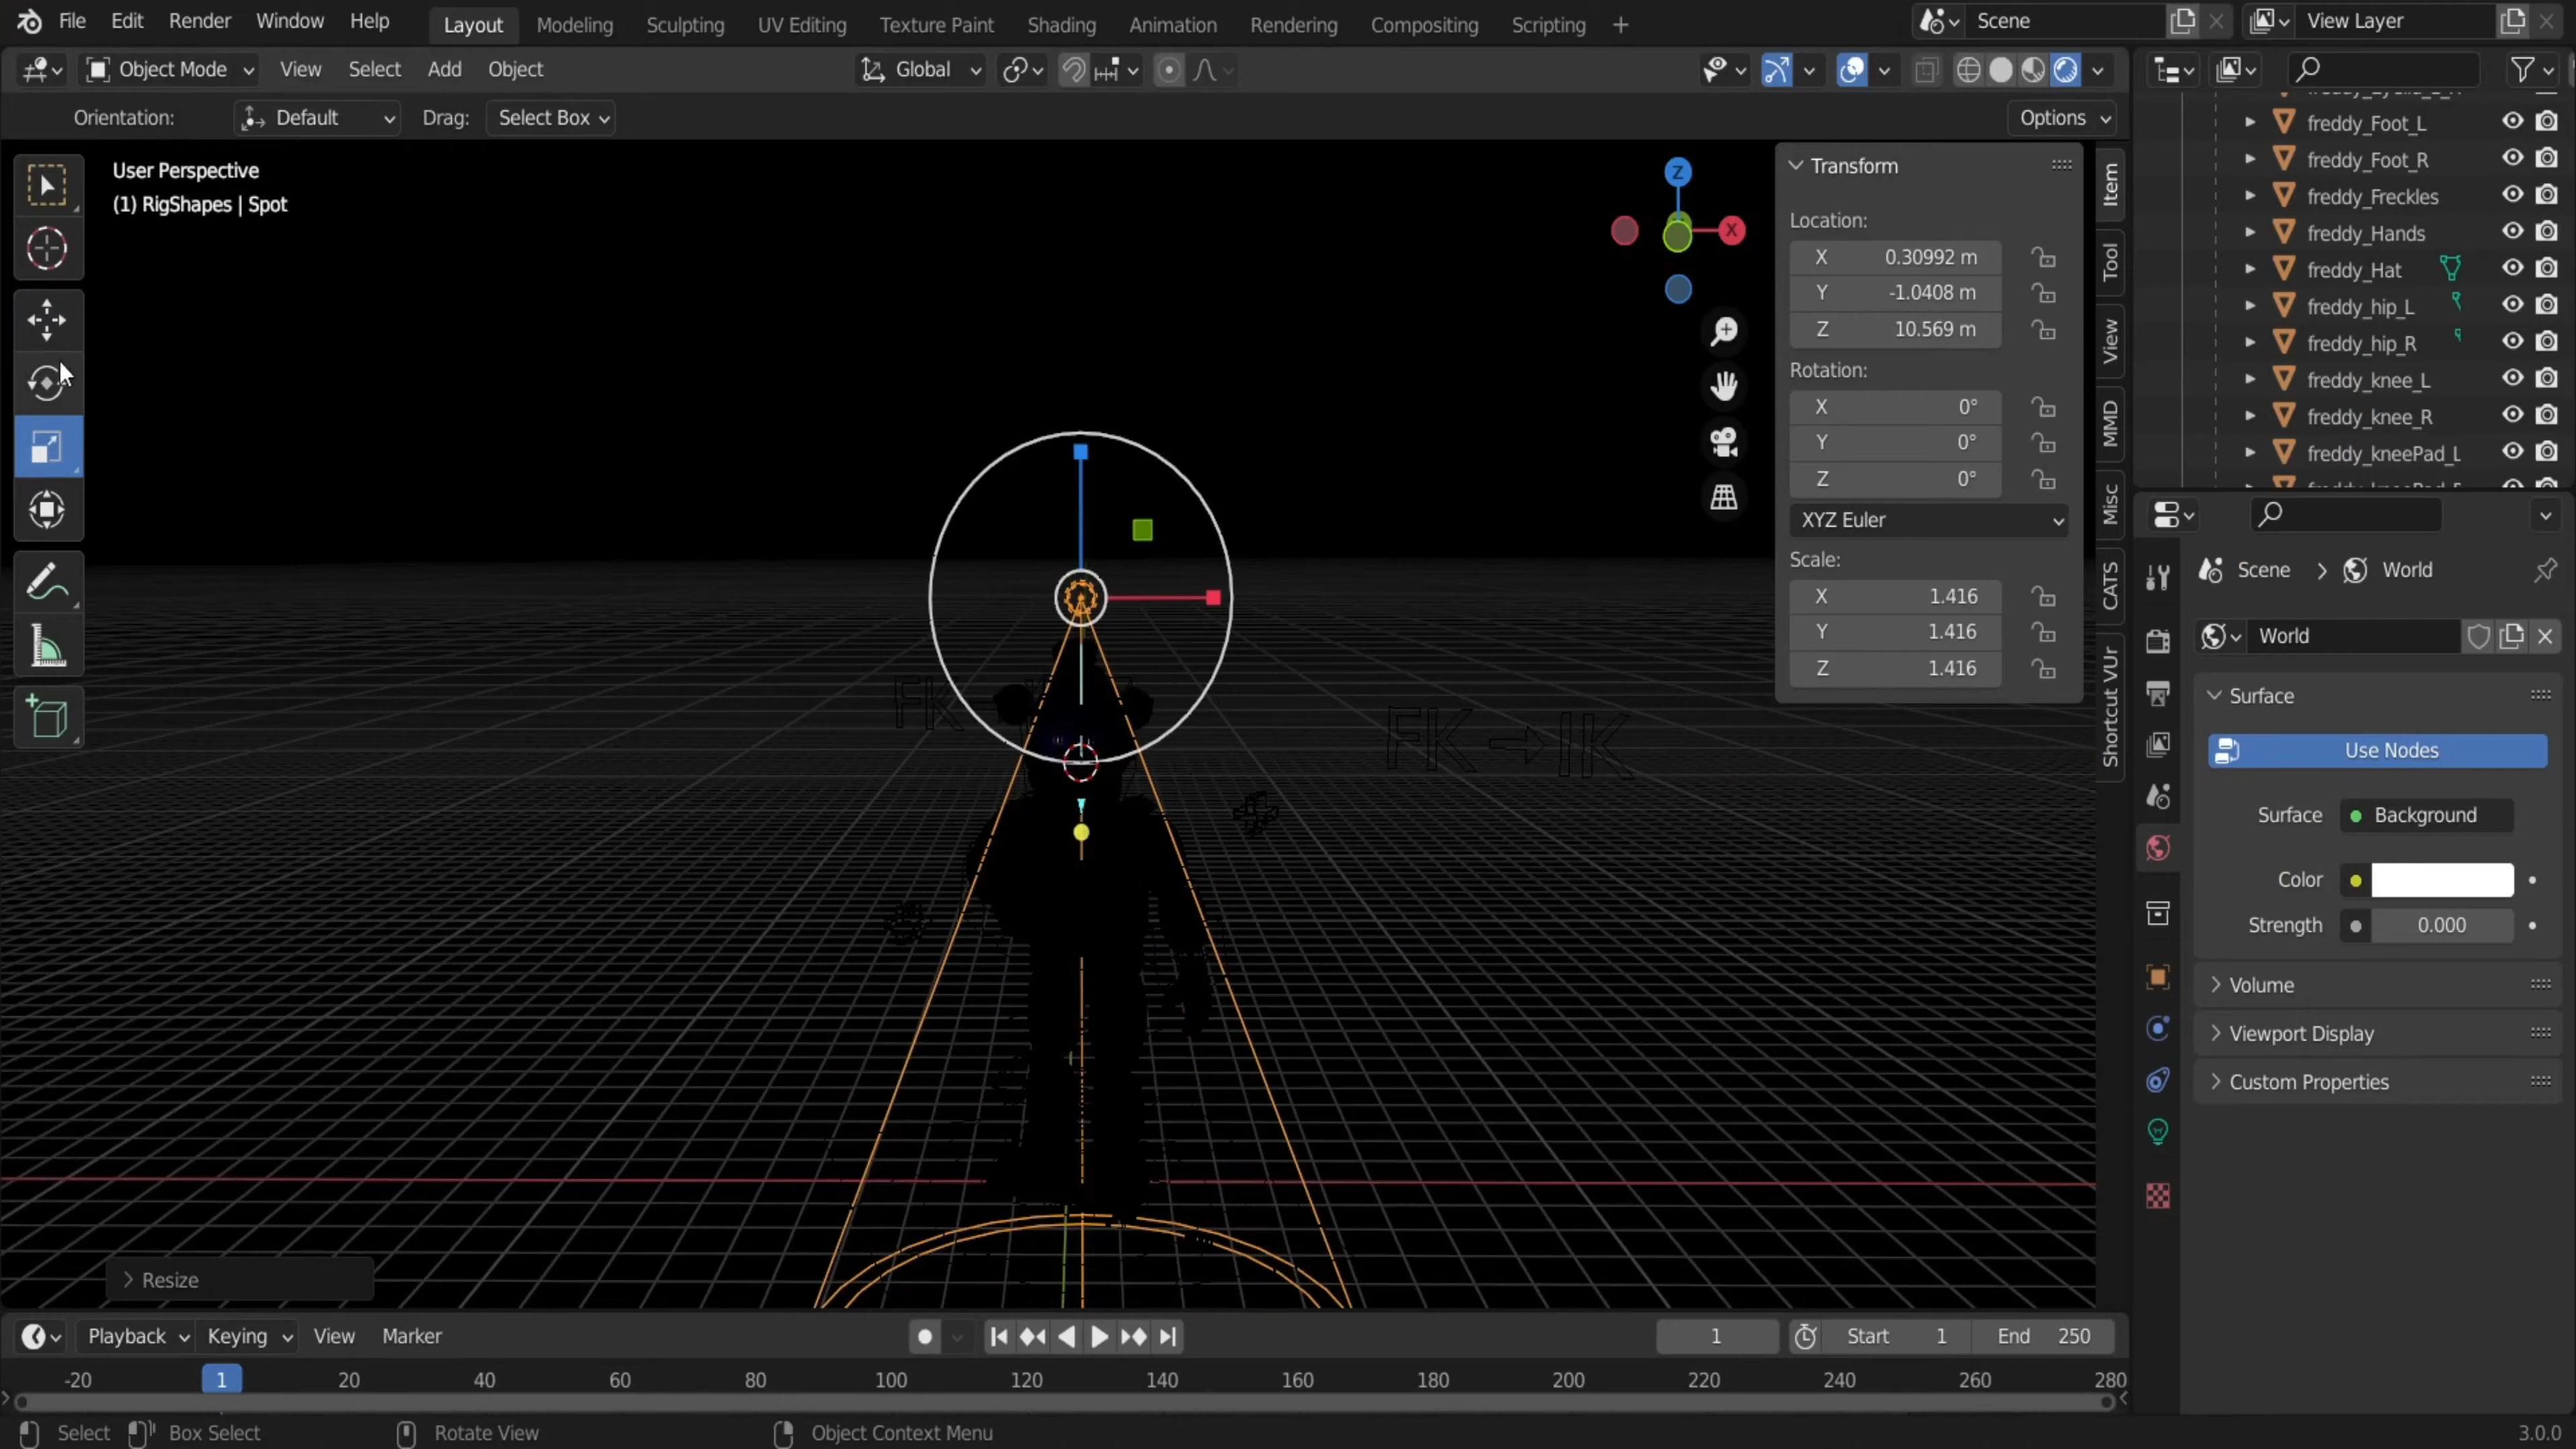 File Edit Render Window Help Layout Modeling Sculpting UV Editing Texture Paint Shading Animation Rendering Compositing Scripting + Scene View Layer
Object Mode View Select Add Object Global
Orientation: Default Drag: Select Box Options
User Perspective
(1) RigShapes | Spot
Z
X
FK
FK → IK
Transform
Location:
X 0.30992 m
Y -1.0408 m
Z 10.569 m
Rotation:
X 0°
Y 0°
Z 0°
XYZ Euler
Scale:
X 1.416
Y 1.416
Z 1.416
Item
Tool
View
MMD
Misc
CATS
Shortcut VUr
freddy_Foot_L
freddy_Foot_R
freddy_Freckles
freddy_Hands
freddy_Hat
freddy_hip_L
freddy_hip_R
freddy_knee_L
freddy_knee_R
freddy_kneePad_L
Scene > World
World
Surface
Use Nodes
Surface Background
Color
Strength 0.000
Volume
Viewport Display
Custom Properties
Resize
Playback Keying View Marker 1 Start 1 End 250
-20 1 20 40 60 80 100 120 140 160 180 200 220 240 260 280
Select Box Select Rotate View Object Context Menu 3.0.0